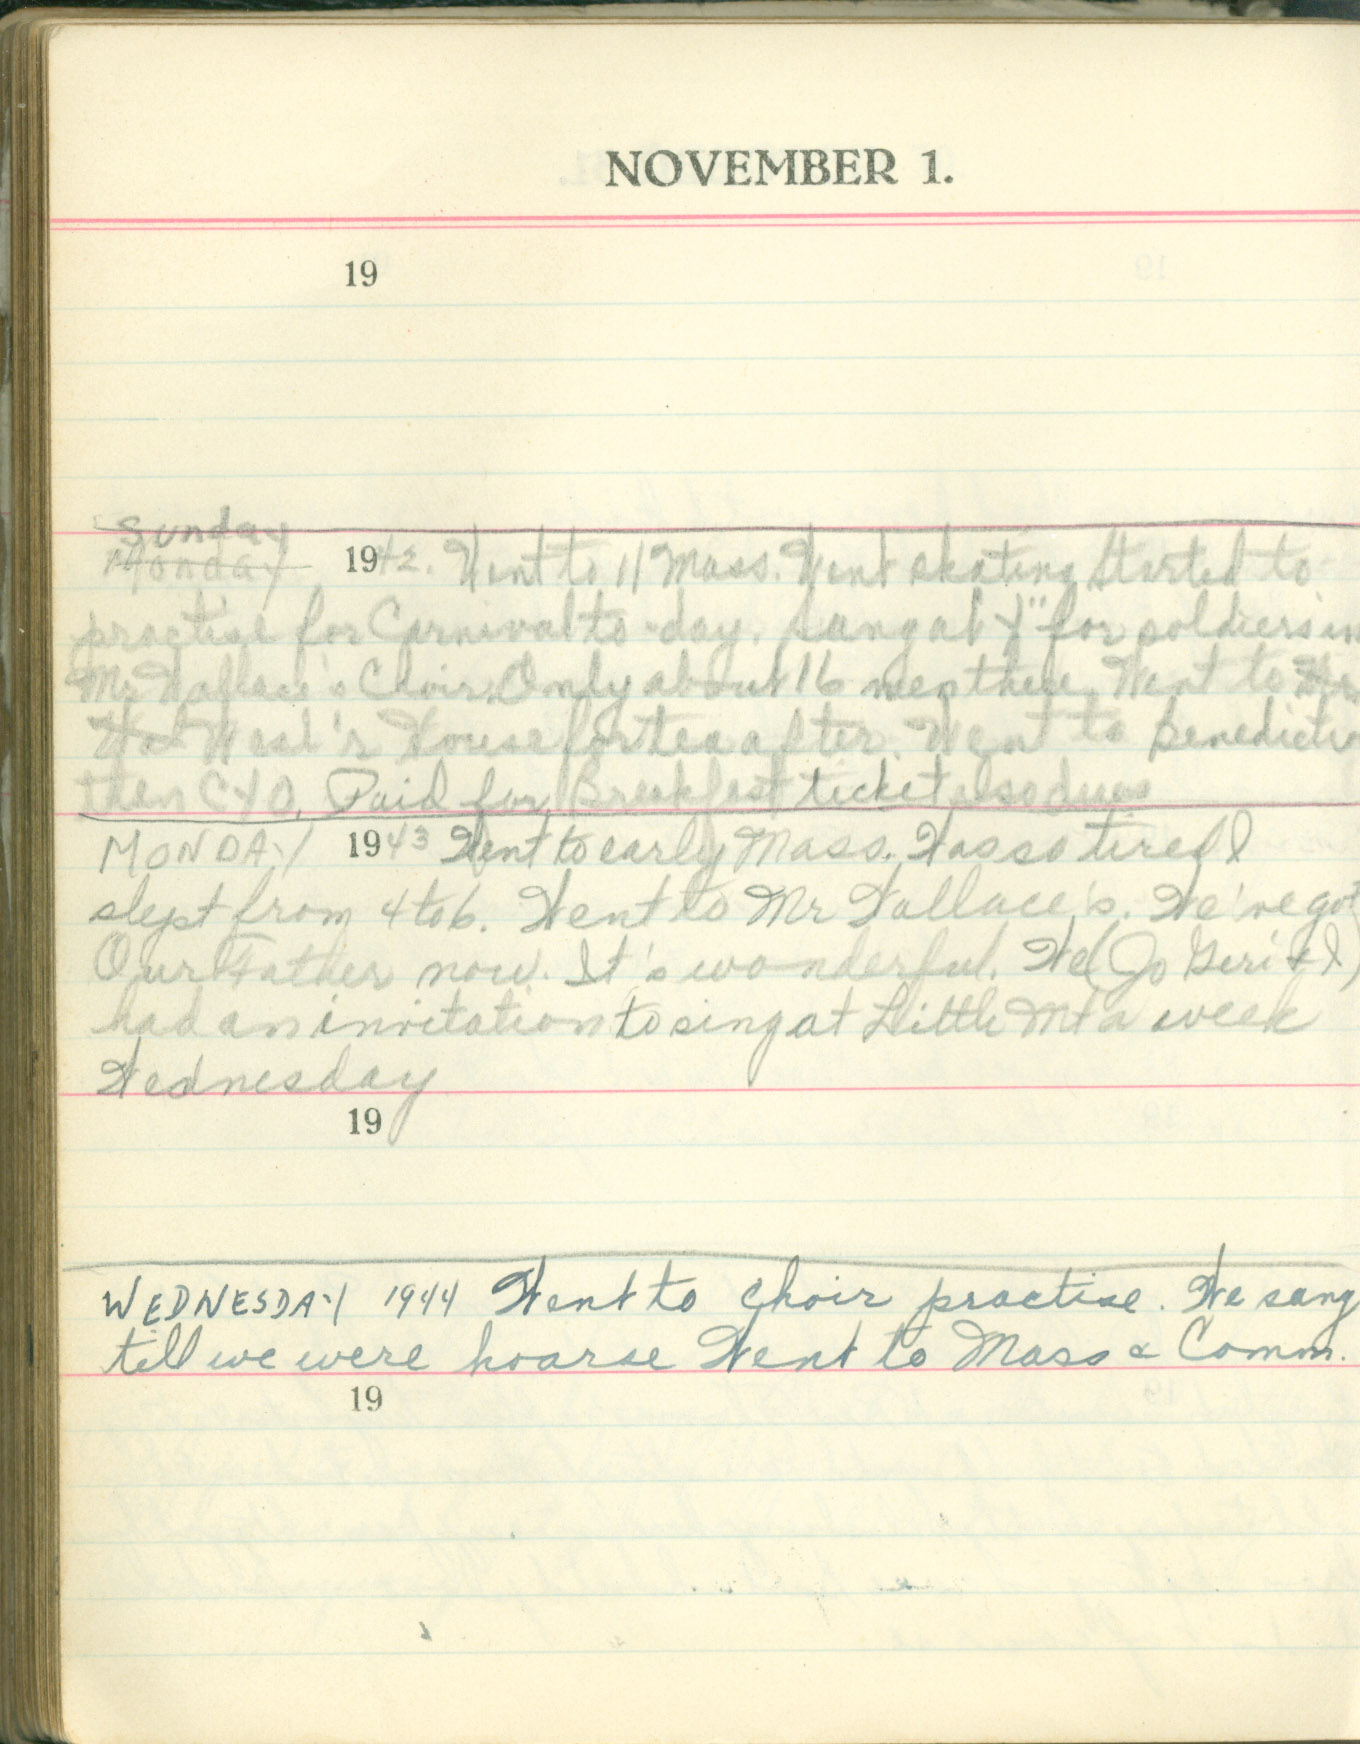 NOVEMBER 1.
19
Sunday
Monday 1942. Went to 11 Mass. Went skating Started to
practise for Carnival to-day. Sang at "Y" for soldiers in
Mr Wallace's Choir. Only about 16 men there. Went to
West's House for tea after. Went to Benediction
then CYO. Paid for Breakfast ticket also dues
MONDAY 1943 Went to early Mass. Was so tired I
slept from 4 to 6. Went to Mr Wallace's. We've got
Our Father now. It's wonderful. We (Jo Geri & I)
had an invitation to sing at Little Mt a week
Wednesday
19
WEDNESDAY 1944 Went to choir practise. We sang
till we were hoarse Went to Mass & Comm.
19